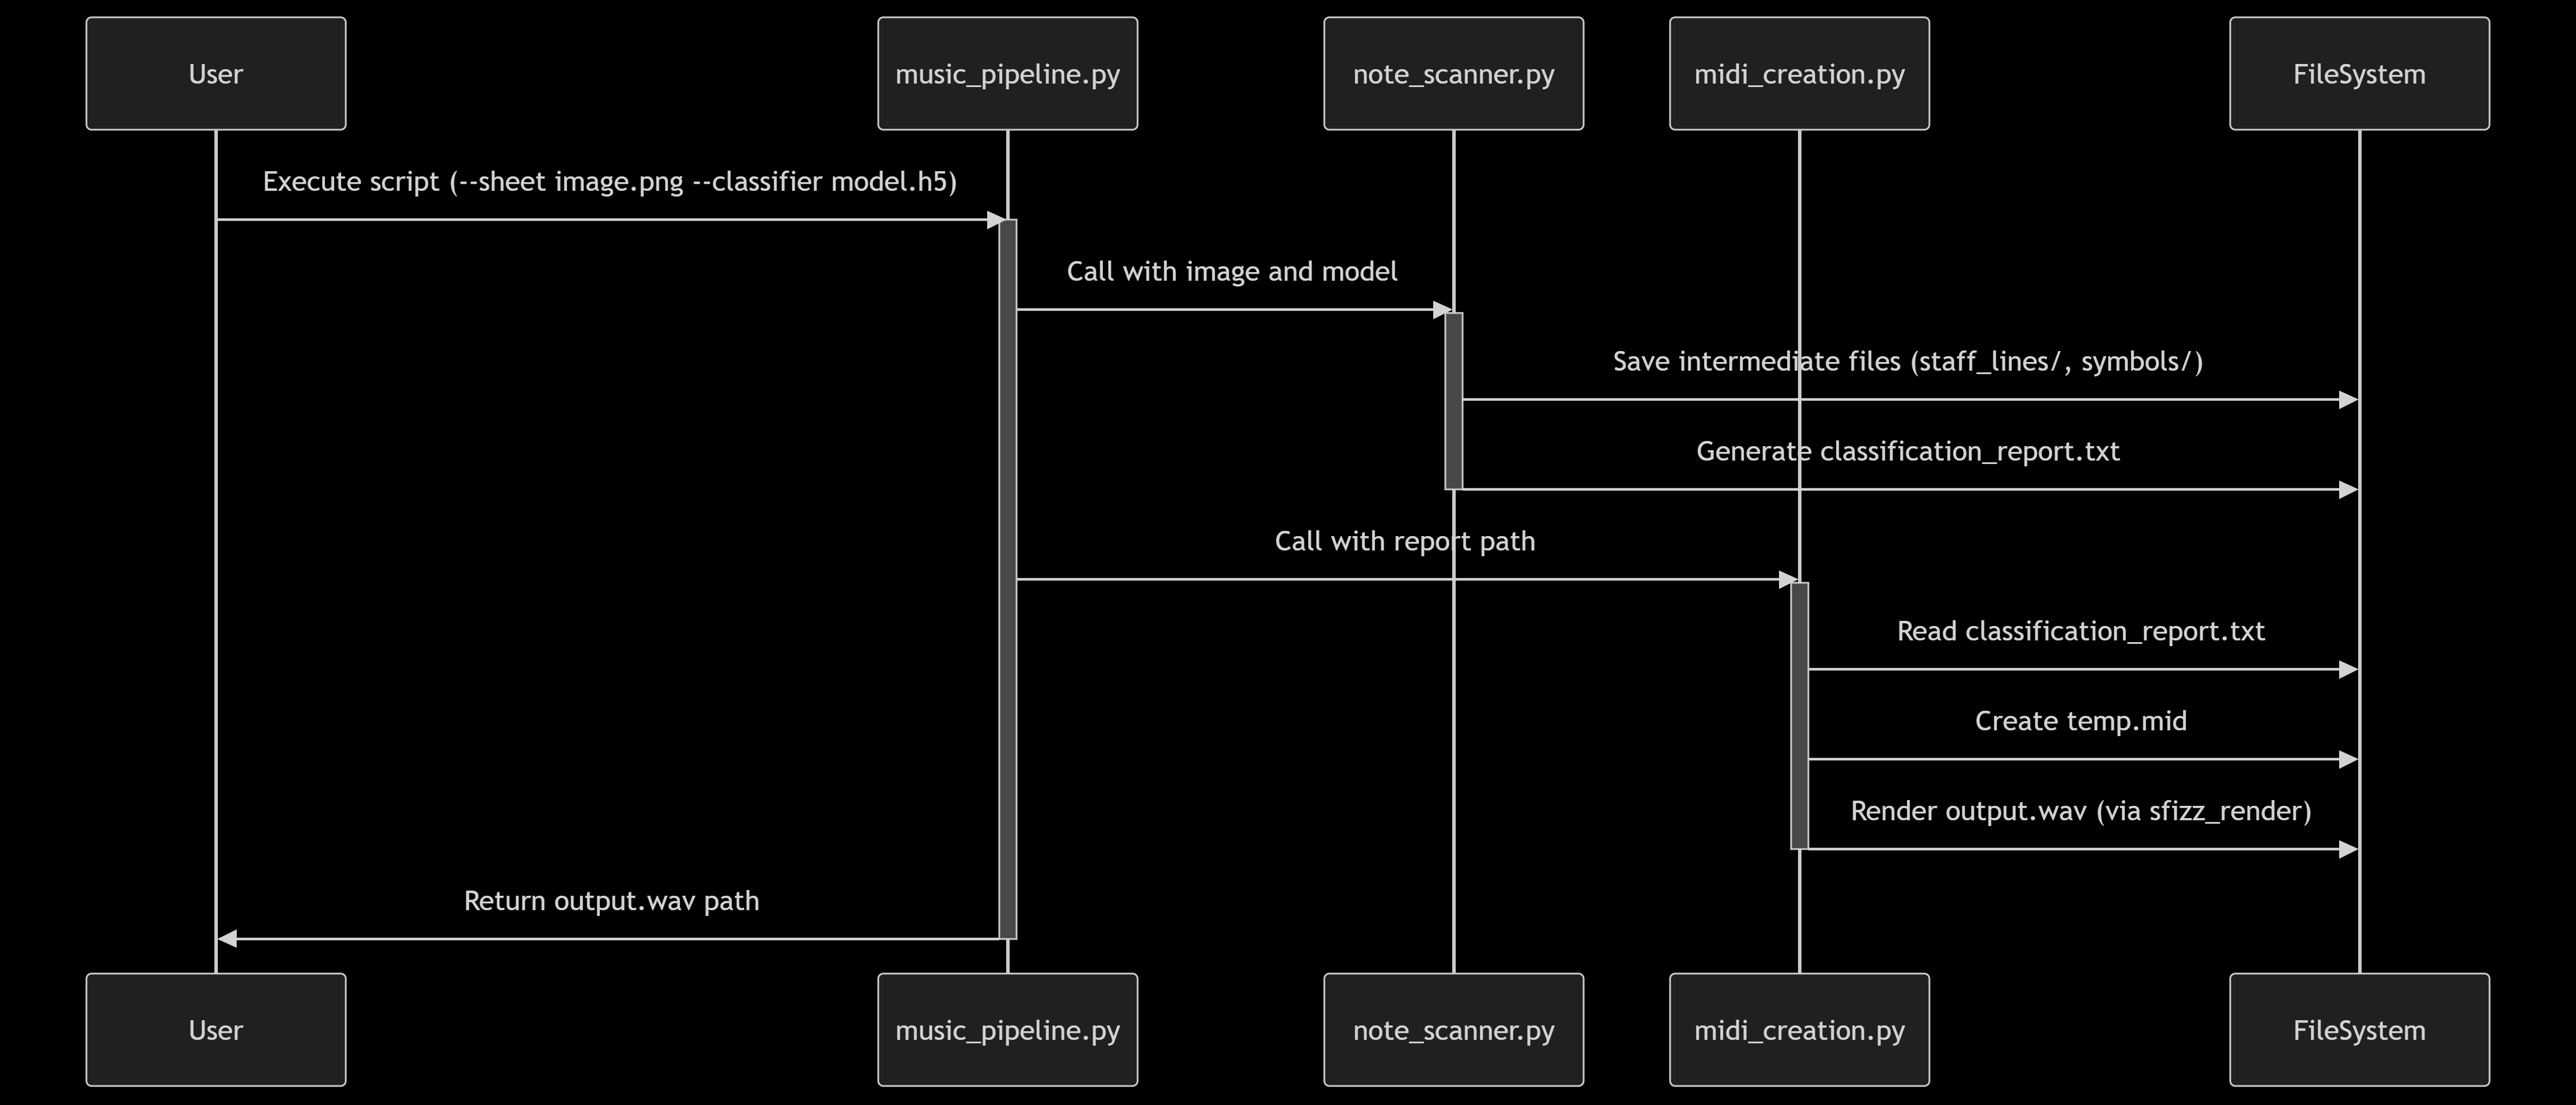 User
music_pipeline.py
note_scanner.py
midi_creation.py
FileSystem
Execute script (--sheet image.png --classifier model.h5)
Call with image and model
Save intermediate files (staff_lines/, symbols/)
Generate classification_report.txt
Call with report path
Read classification_report.txt
Create temp.mid
Render output.wav (via sfizz_render)
Return output.wav path
User
music_pipeline.py
note_scanner.py
midi_creation.py
FileSystem